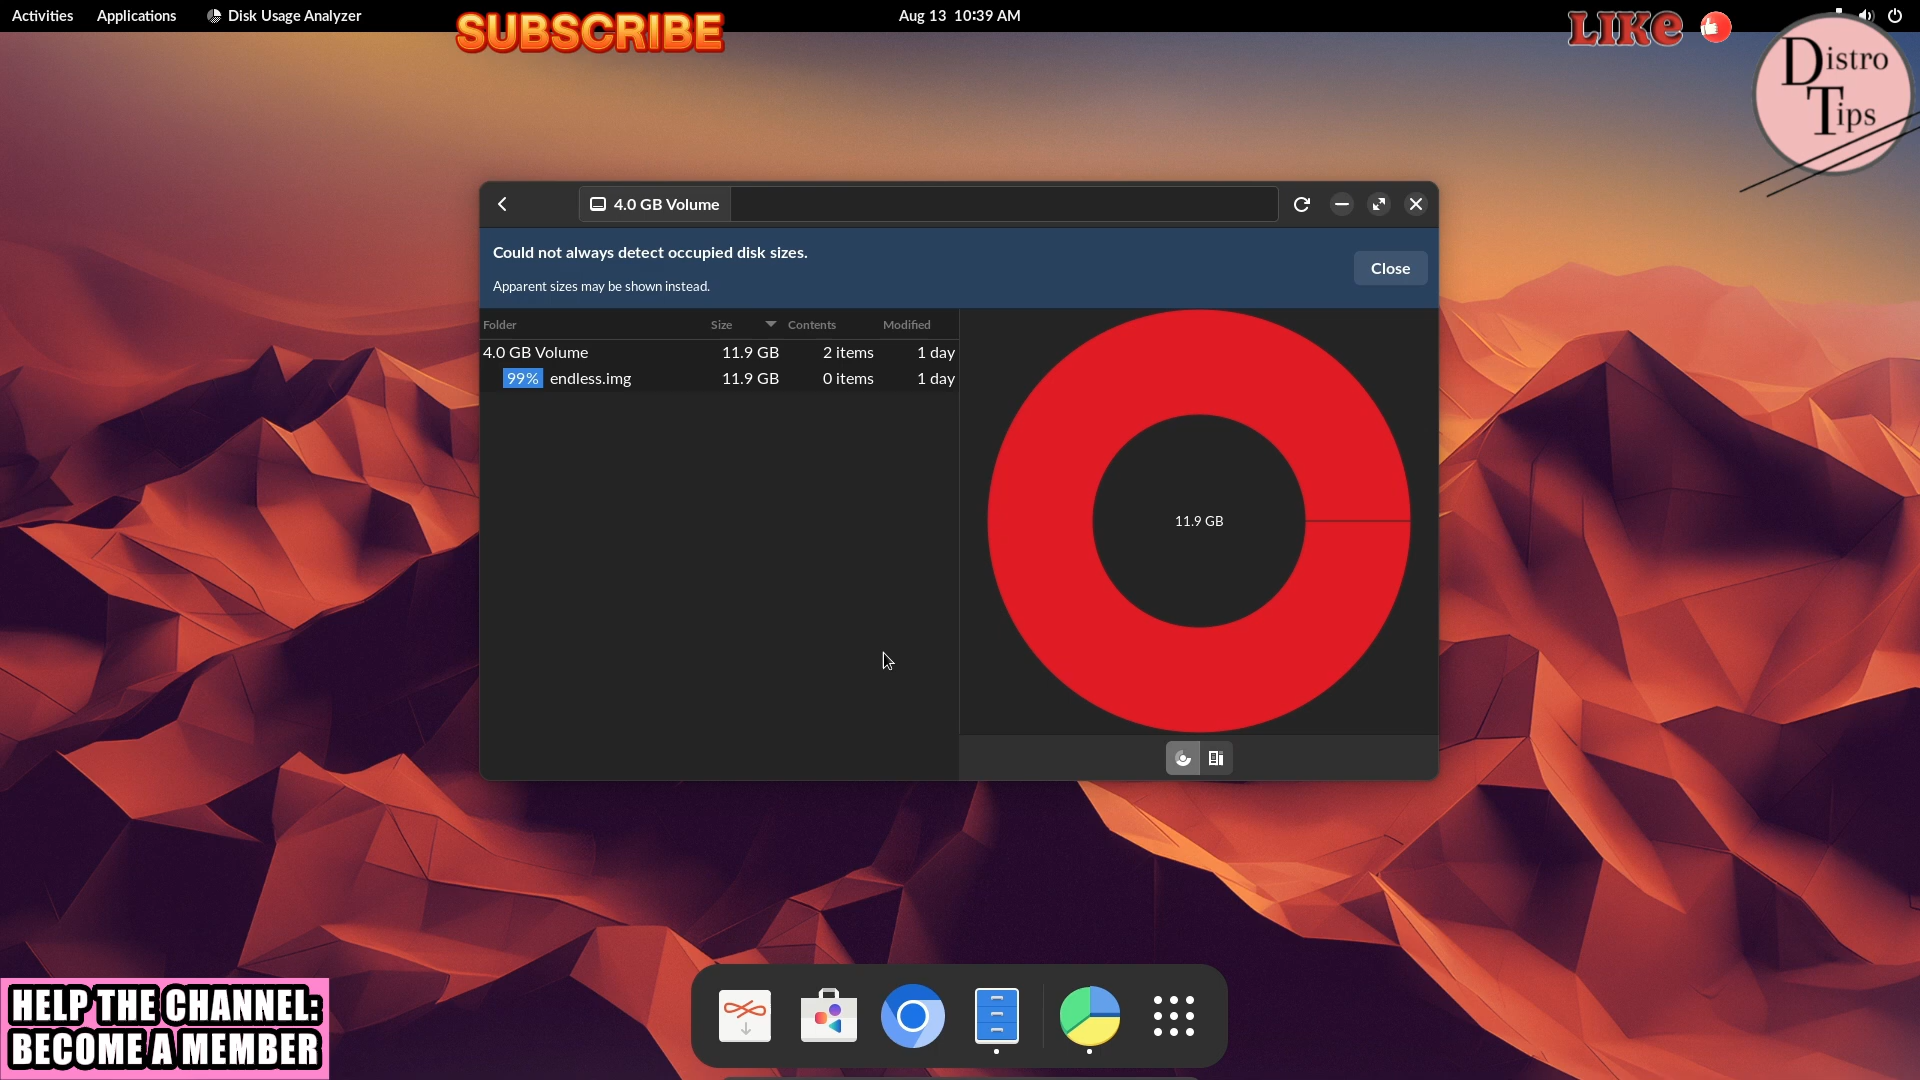 Activities Applications Disk Usage Analyzer
SUBSCRIBE
Aug 13 10:39 AM
LIKe
Distro
Tips
4.0 GB Volume
Could not always detect occupied disk sizes.
Apparent sizes may be shown instead.
Close
Folder Size Contents Modified
4.0 GB Volume 11.9 GB 2 items 1 day
99% endless.img 11.9 GB 0 items 1 day
11.9 GB
HELP THE CHANNEL:
BECOME A MEMBER